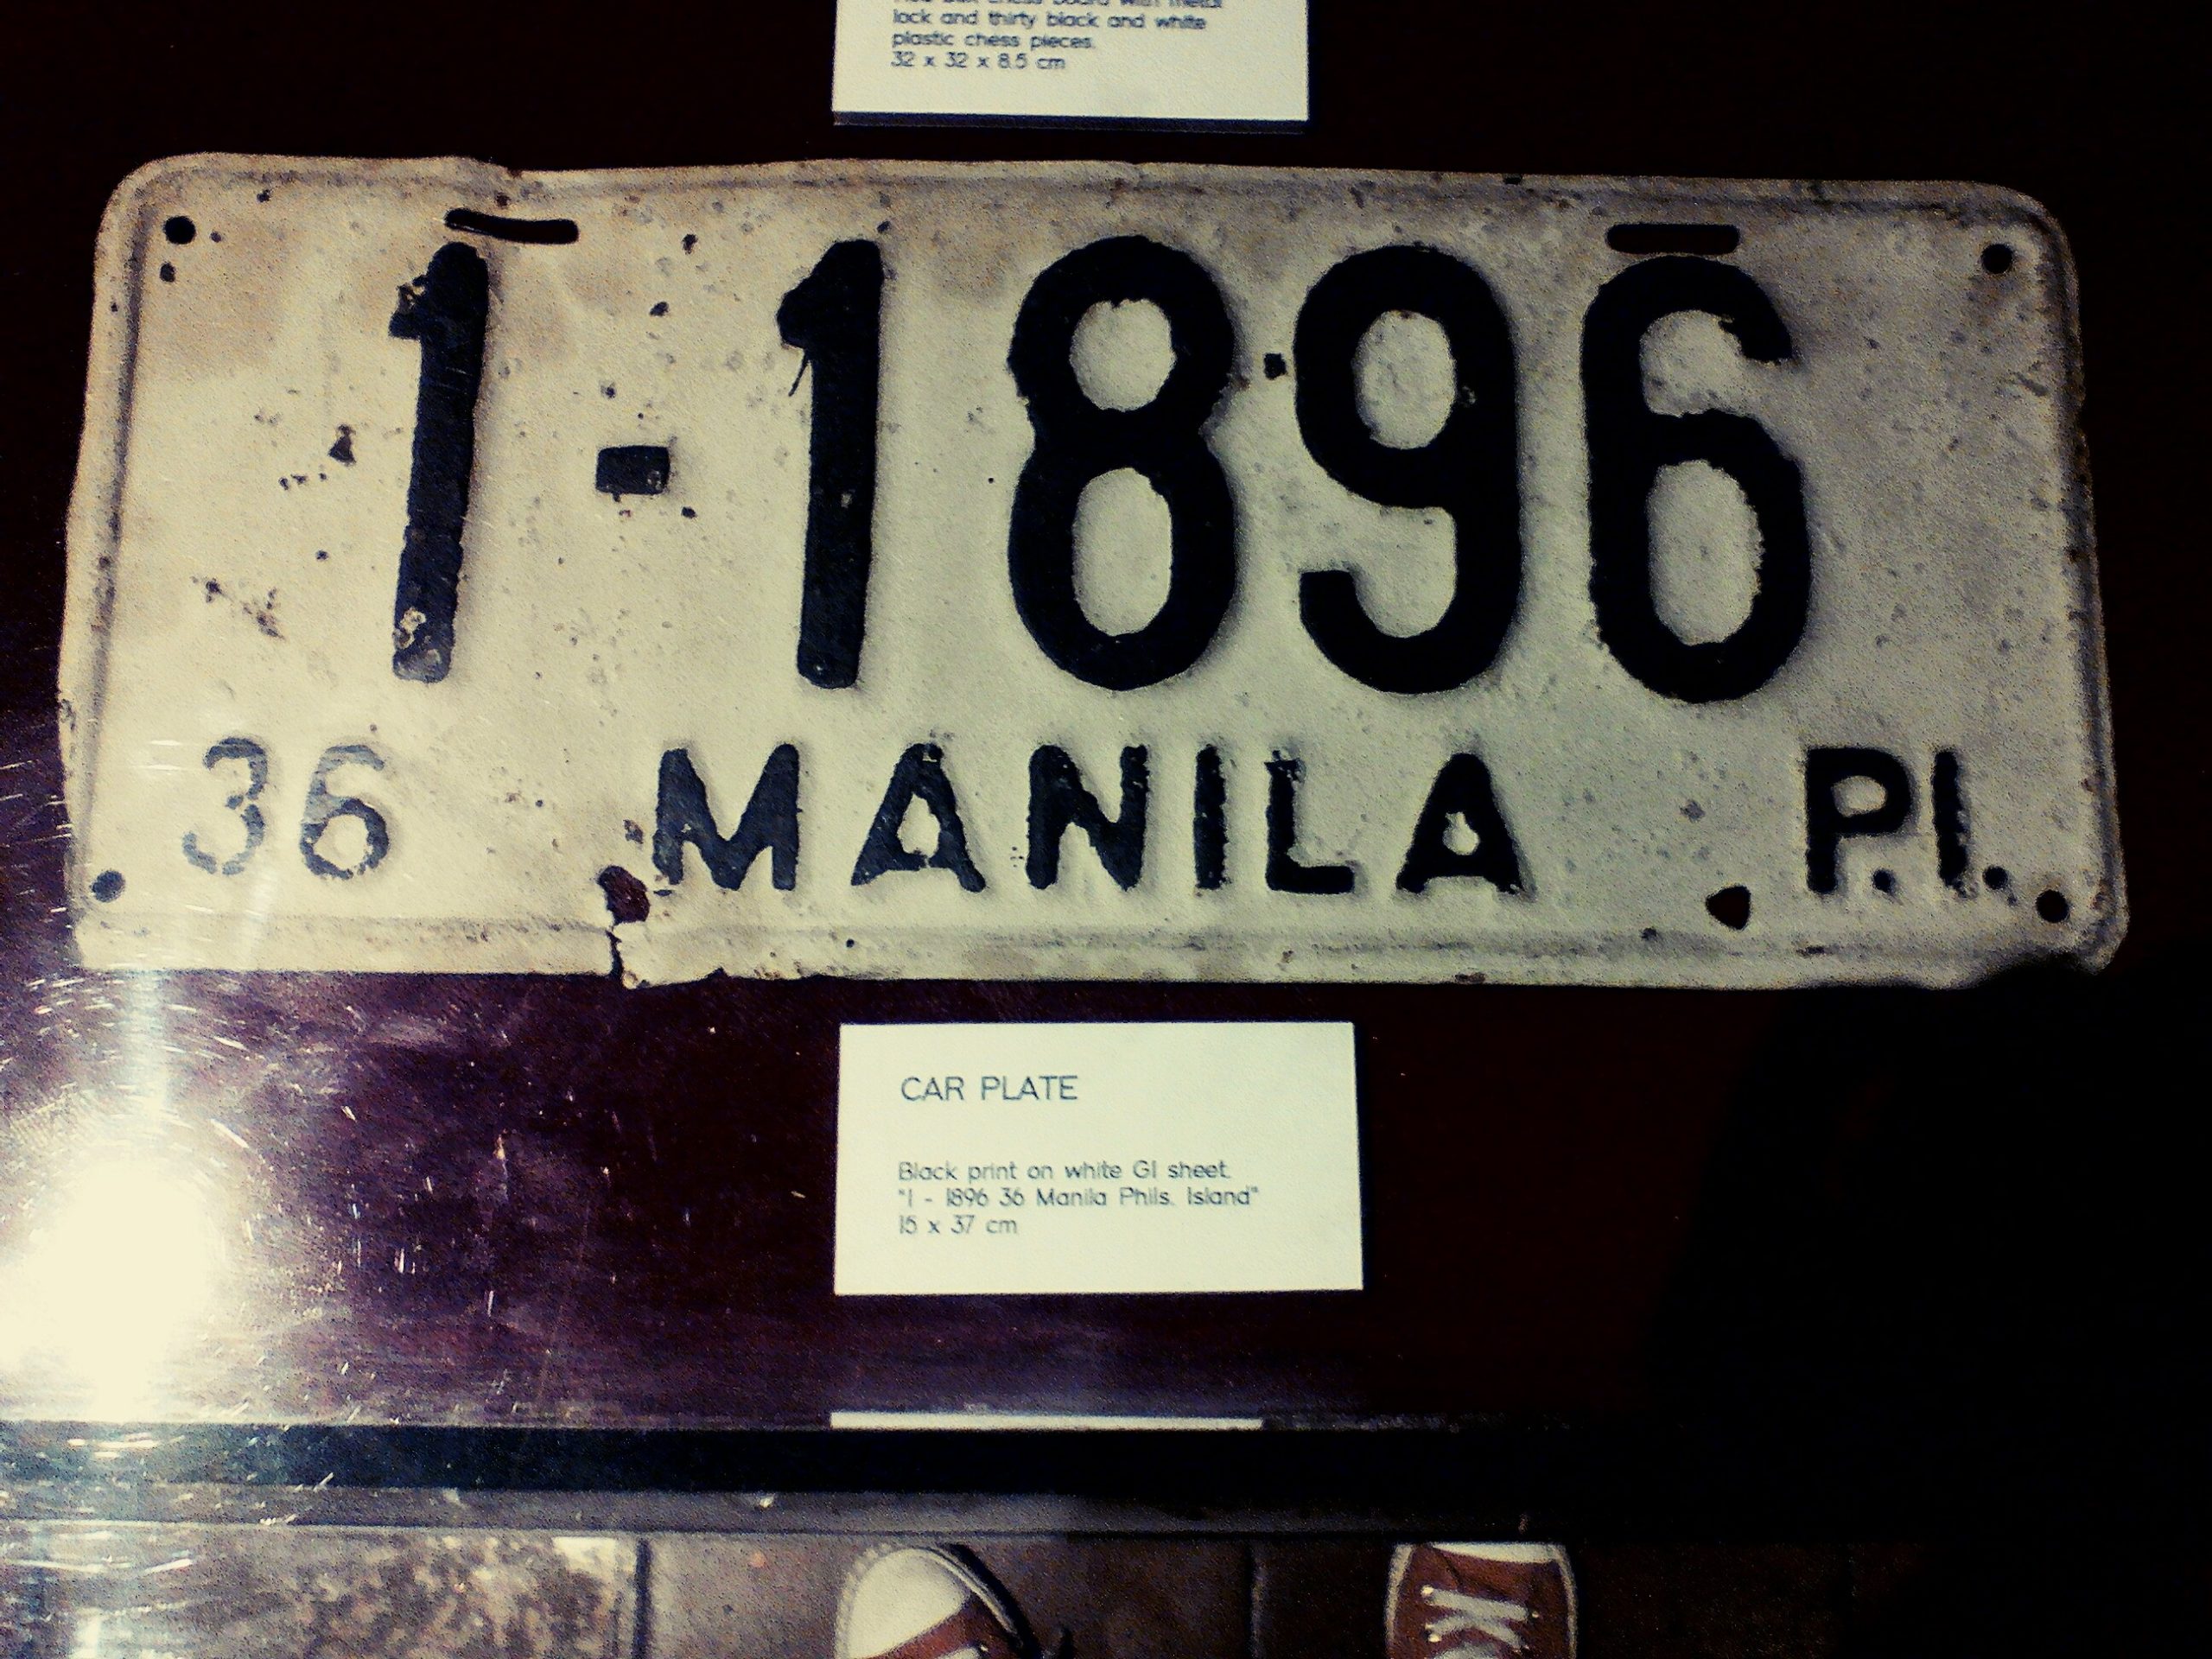 lock and thirty black and white
plastic chess pieces.
32 x 32 x 8.5 cm
1-1896
36 MANILA P.I.
CAR PLATE
Black print on white GI sheet.
"1 - 1896 36 Manila Phils. Island"
15 x 37 cm